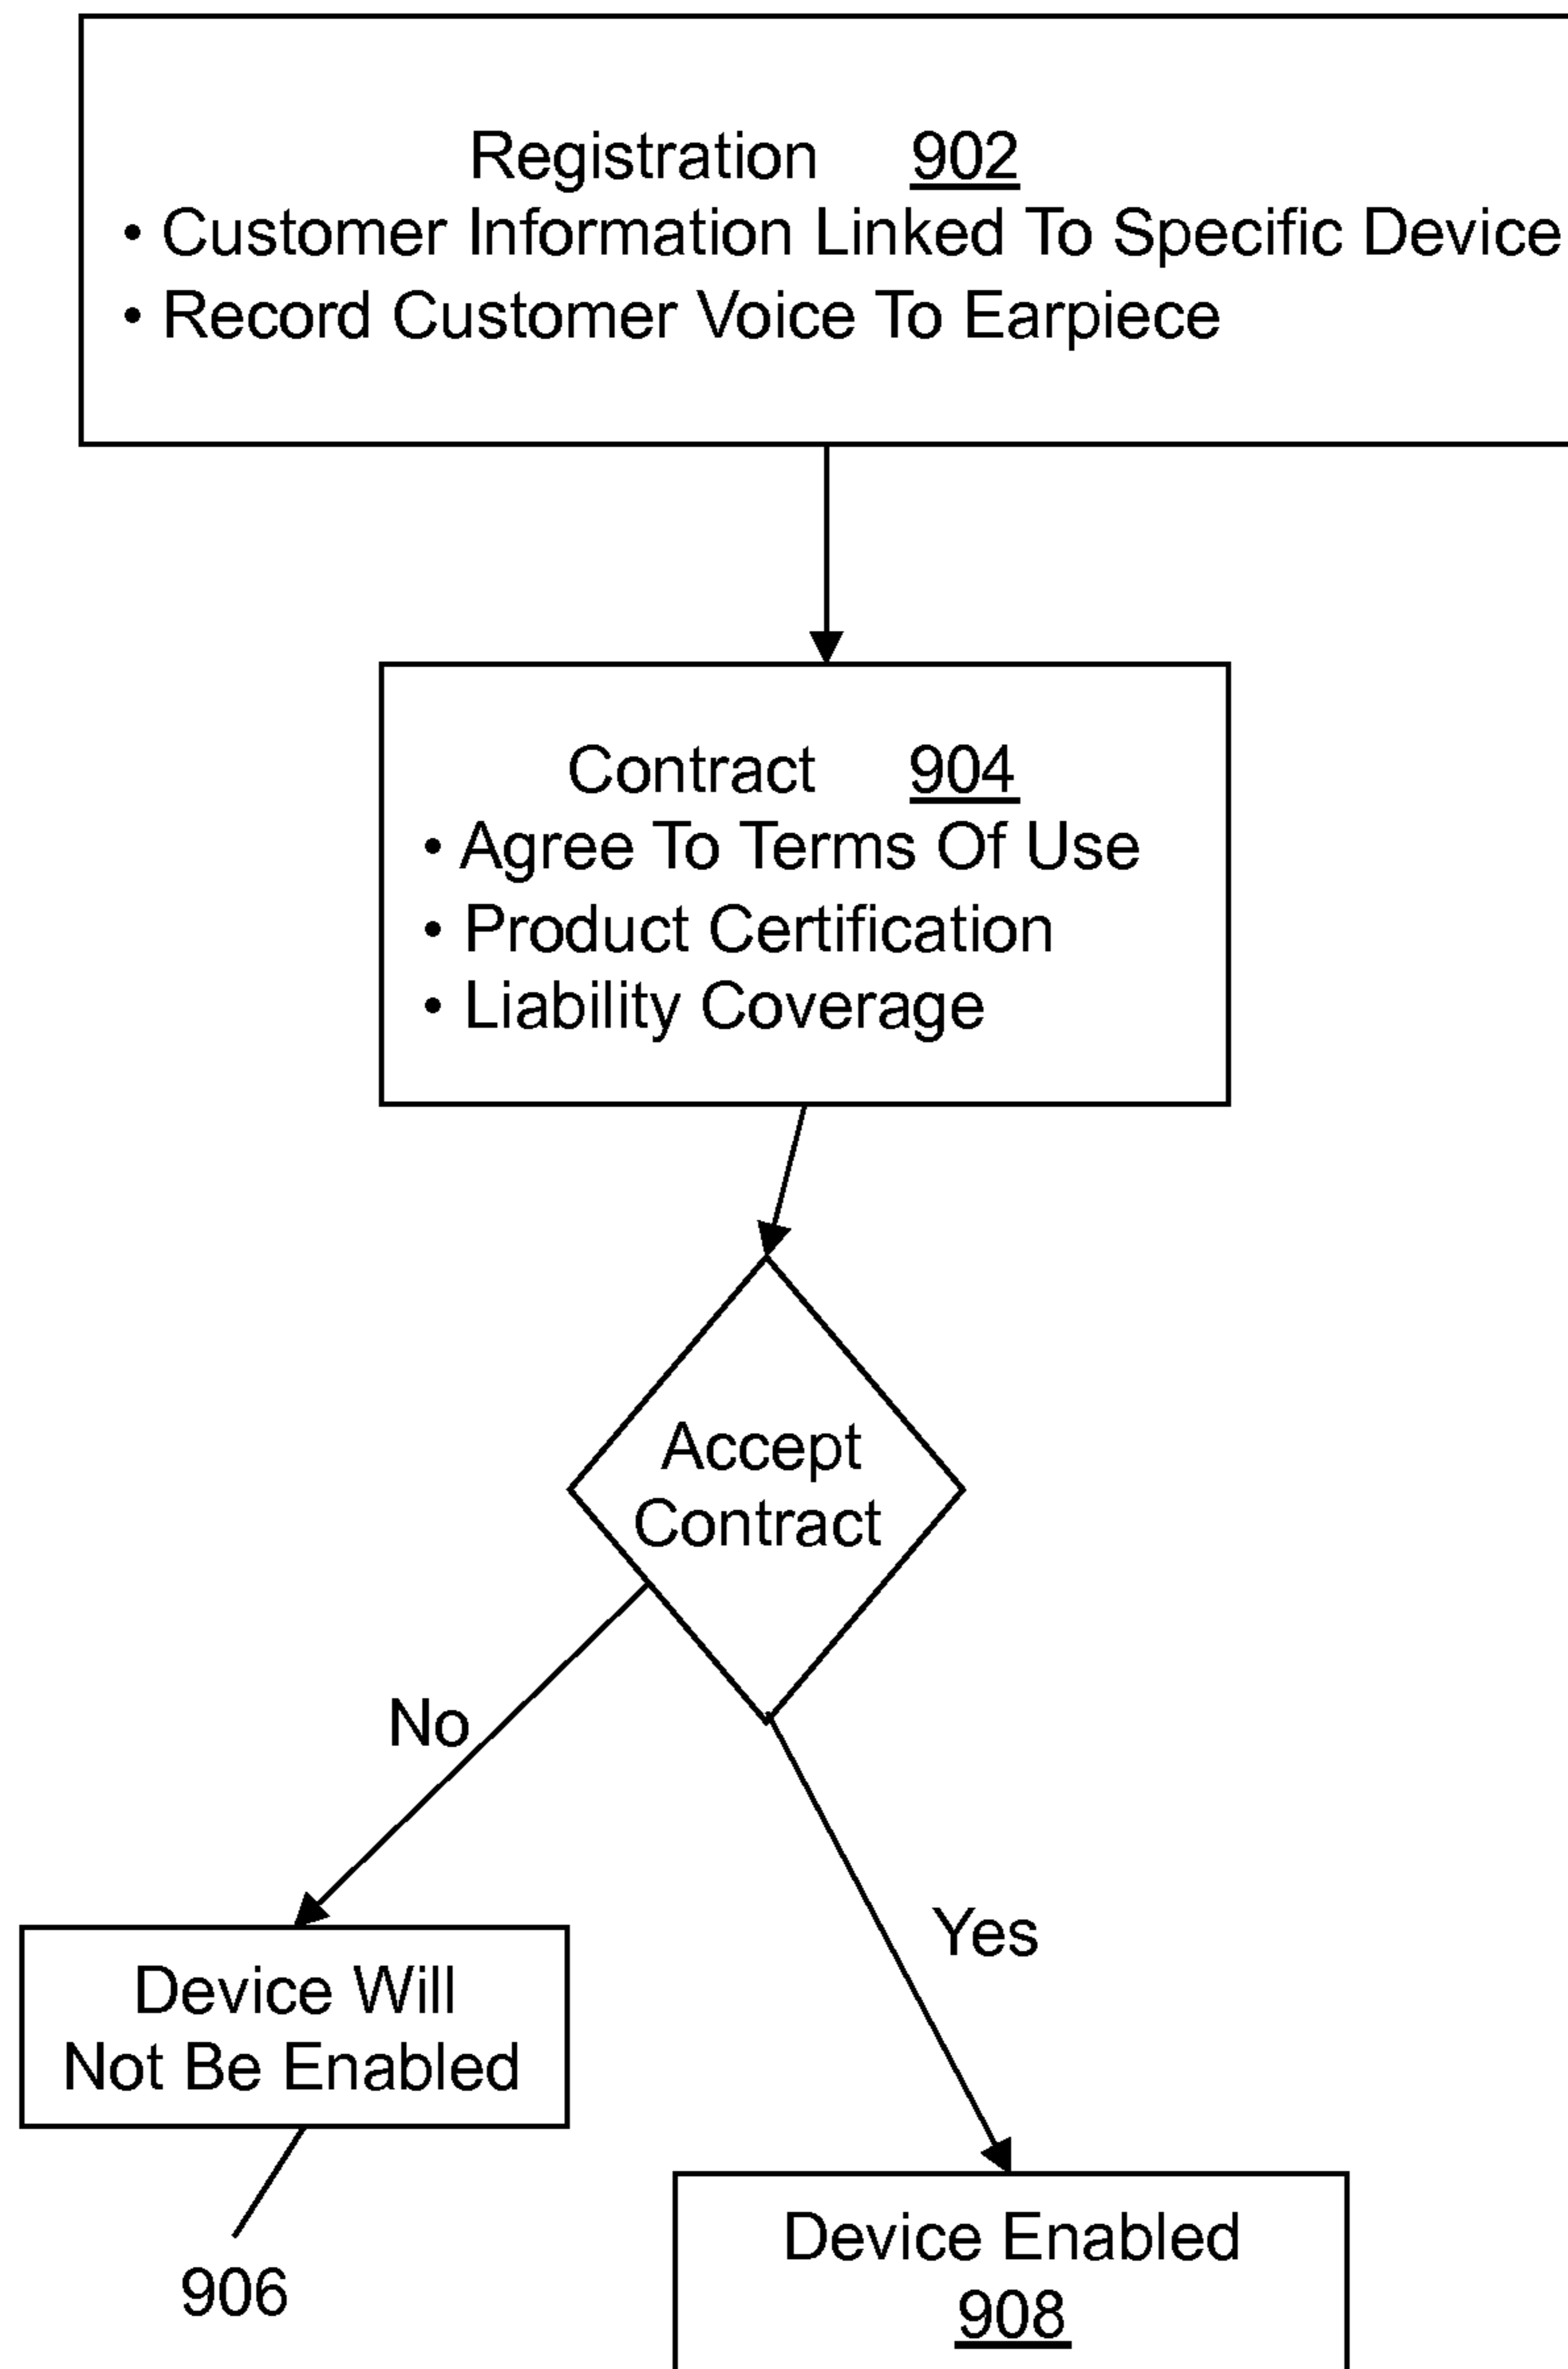 Registration 902
• Customer Information Linked To Specific Device
• Record Customer Voice To Earpiece
Contract 904
• Agree To Terms Of Use
• Product Certification
• Liability Coverage
Accept
Contract
No
Yes
Device Will
Not Be Enabled
906
Device Enabled
908